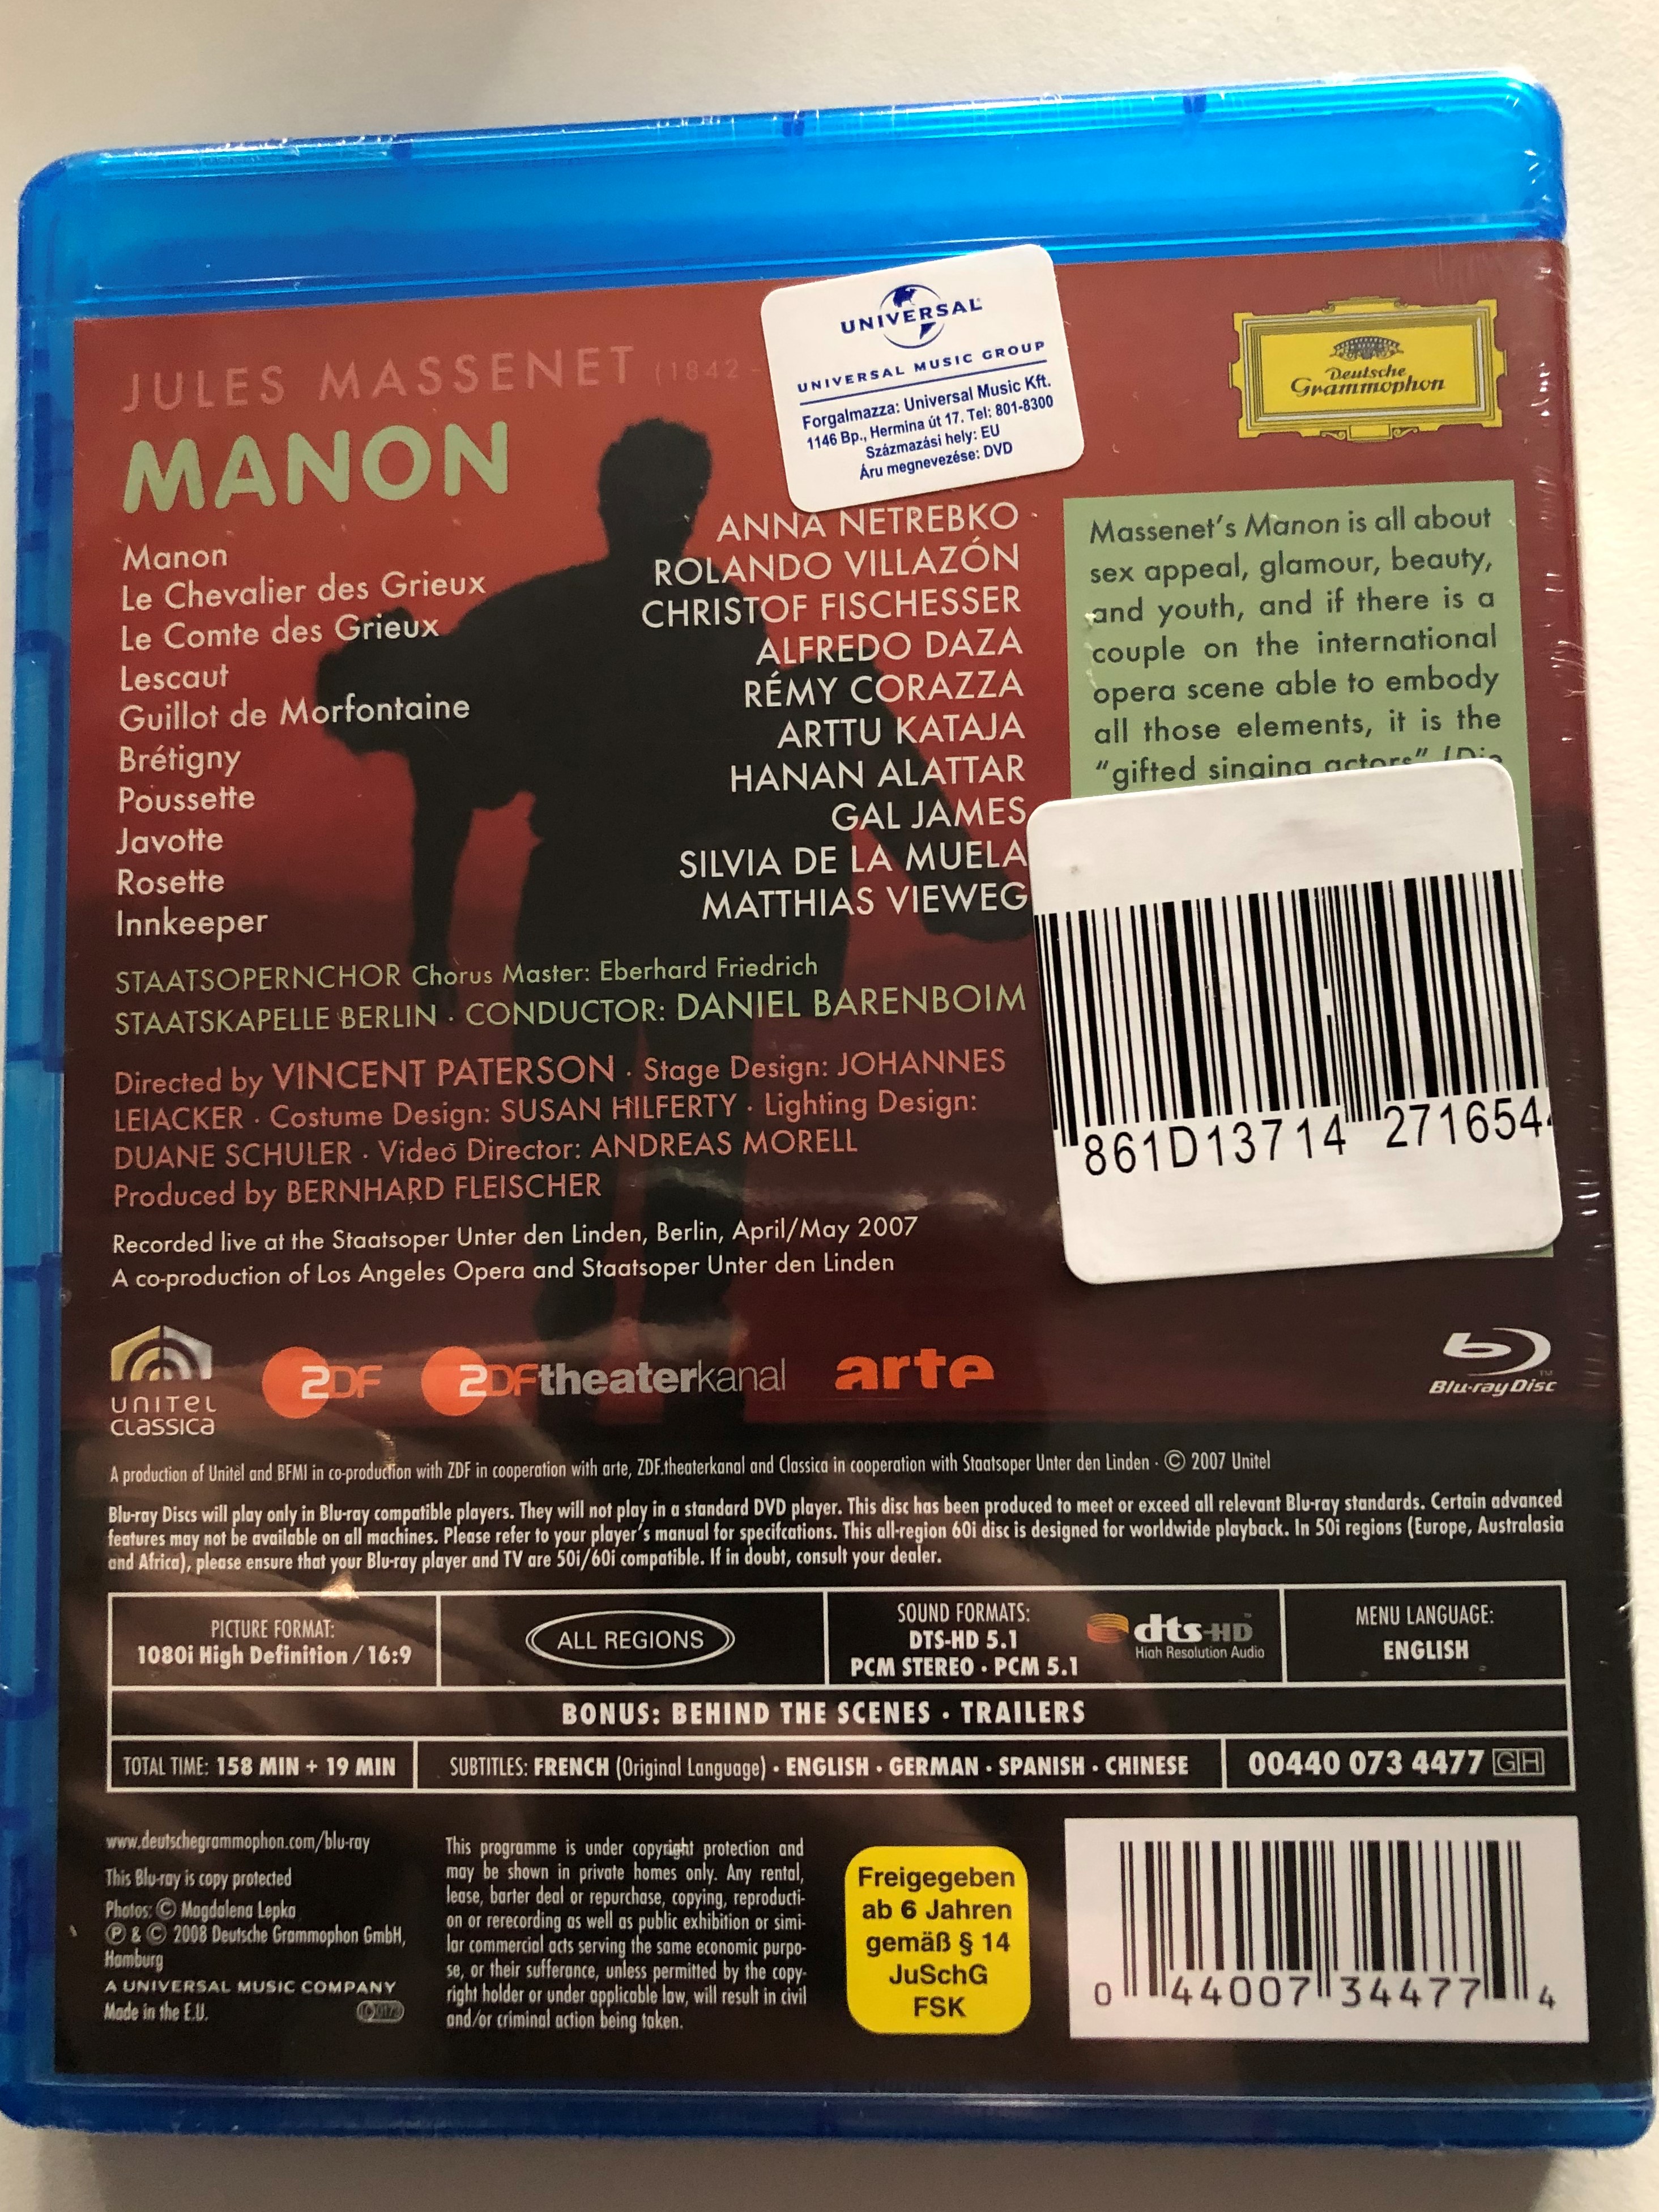 UNIVERSAL
UNIVERSAL MUSIC GROUP
Forgalmazza: Universal Music Kft.
1146 Bp., Hermina út 17. Tel: 801-8300
Százmazási hely: EU
Áru megnevezése: DVD
Deutsche
Grammophon
JULES MASSENET (1842 -
MANON
Manon ANNA NETREBKO
Le Chevalier des Grieux ROLANDO VILLAZÓN
Le Comte des Grieux CHRISTOF FISCHESSER
Lescaut ALFREDO DAZA
Guillot de Morfontaine RÉMY CORAZZA
Brétigny ARTTU KATAJA
Poussette HANAN ALATTAR
Javotte GAL JAMES
Rosette SILVIA DE LA MUELA
Innkeeper MATTHIAS VIEWEG
STAATSOPERNCHOR Chorus Master: Eberhard Friedrich
STAATSKAPELLE BERLIN · CONDUCTOR: DANIEL BARENBOIM
Directed by VINCENT PATERSON · Stage Design: JOHANNES
LEIACKER · Costume Design: SUSAN HILFERTY · Lighting Design:
DUANE SCHULER · Video Director: ANDREAS MORELL
Produced by BERNHARD FLEISCHER
Recorded live at the Staatsoper Unter den Linden, Berlin, April/May 2007
A co-production of Los Angeles Opera and Staatsoper Unter den Linden
Massenet's Manon is all about
sex appeal, glamour, beauty,
and youth, and if there is a
couple on the international
opera scene able to embody
all those elements, it is the
"gifted singing actors" (Die
861D13714 271654
UNITEL
CLASSICA
ZDF
ZDFtheaterkanal
arte
Blu-ray Disc
A production of Unitel and BFMI in co-production with ZDF in cooperation with arte, ZDF.theaterkanal and Classica in cooperation with Staatsoper Unter den Linden · © 2007 Unitel
Blu-ray Discs will play only in Blu-ray compatible players. They will not play in a standard DVD player. This disc has been produced to meet or exceed all relevant Blu-ray standards. Certain advanced
features may not be available on all machines. Please refer to your player's manual for specifcations. This all-region 60i disc is designed for worldwide playback. In 50i regions (Europe, Australasia
and Africa), please ensure that your Blu-ray player and TV are 50i/60i compatible. If in doubt, consult your dealer.
PICTURE FORMAT:
1080i High Definition / 16:9
ALL REGIONS
SOUND FORMATS:
DTS-HD 5.1
PCM STEREO · PCM 5.1
dts-HD
High Resolution Audio
MENU LANGUAGE:
ENGLISH
BONUS: BEHIND THE SCENES · TRAILERS
TOTAL TIME: 158 MIN + 19 MIN
SUBTITLES: FRENCH (Original Language) · ENGLISH · GERMAN · SPANISH · CHINESE
00440 073 4477 GH
www.deutschegrammophon.com/blu-ray
This Blu-ray is copy protected
Photos: © Magdalena Lepka
℗ & © 2008 Deutsche Grammophon GmbH,
Hamburg
A UNIVERSAL MUSIC COMPANY
Made in the E.U.
This programme is under copyright protection and
may be shown in private homes only. Any rental,
lease, barter deal or repurchase, copying, reproducti-
on or rerecording as well as public exhibition or simi-
lar commercial acts serving the same economic purpo-
se, or their sufferance, unless permitted by the copy-
right holder or under applicable law, will result in civil
and/or criminal action being taken.
Freigegeben
ab 6 Jahren
gemäß § 14
JuSchG
FSK
0 44007 34477 4